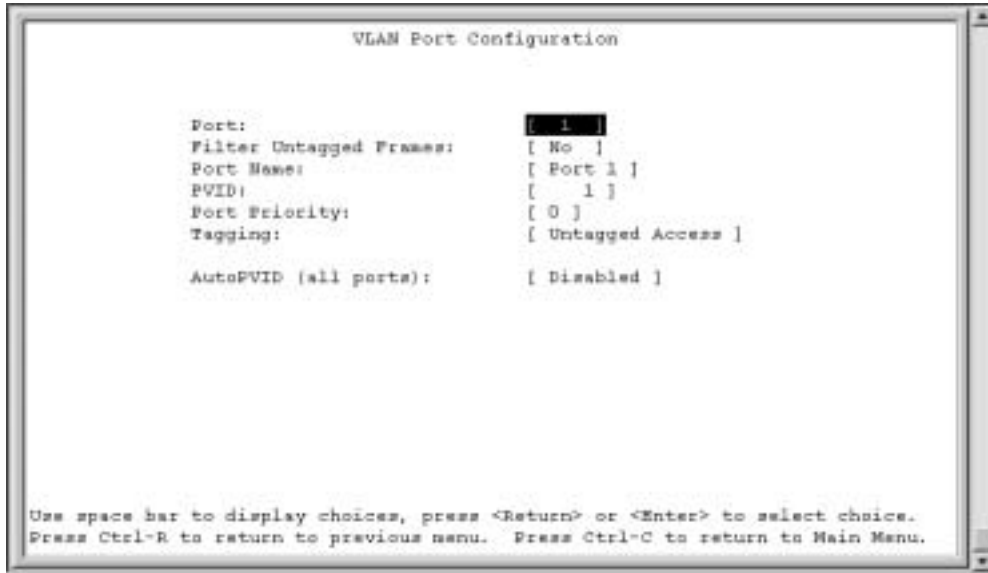 VLAN Port Configuration
Port: [ 1 ]
Filter Untagged Frames: [ No ]
Port Name: [ Port 1 ]
PVID: [ 1 ]
Port Priority: [ 0 ]
Tagging: [ Untagged Access ]
AutoPVID (all ports): [ Disabled ]
Use space bar to display choices, press <Return> or <Enter> to select choice.
Press Ctrl-R to return to previous menu. Press Ctrl-C to return to Main Menu.